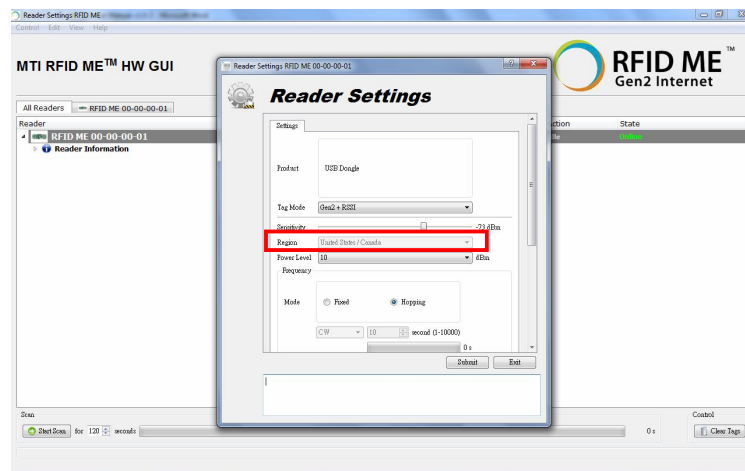 Reader Settings RFID ME
Control Edit View Help
MTI RFID ME™ HW GUI
RFID ME™
Gen2 Internet
All Readers RFID ME 00-00-00-01
Reader State
RFID ME 00-00-00-01 Online
Reader Information
Reader Settings RFID ME 00-00-00-01
Reader Settings
Settings
Product USB Dongle
Tag Mode Gen2 + RSSI
Sensitivity -73 dBm
Region United States / Canada
Power Level 10 dBm
Frequency
Mode Fixed Hopping
CW 10 second (1-10000)
0 s
Submit Exit
Scan Control
Start Scan for 120 seconds 0 s Clear Tags